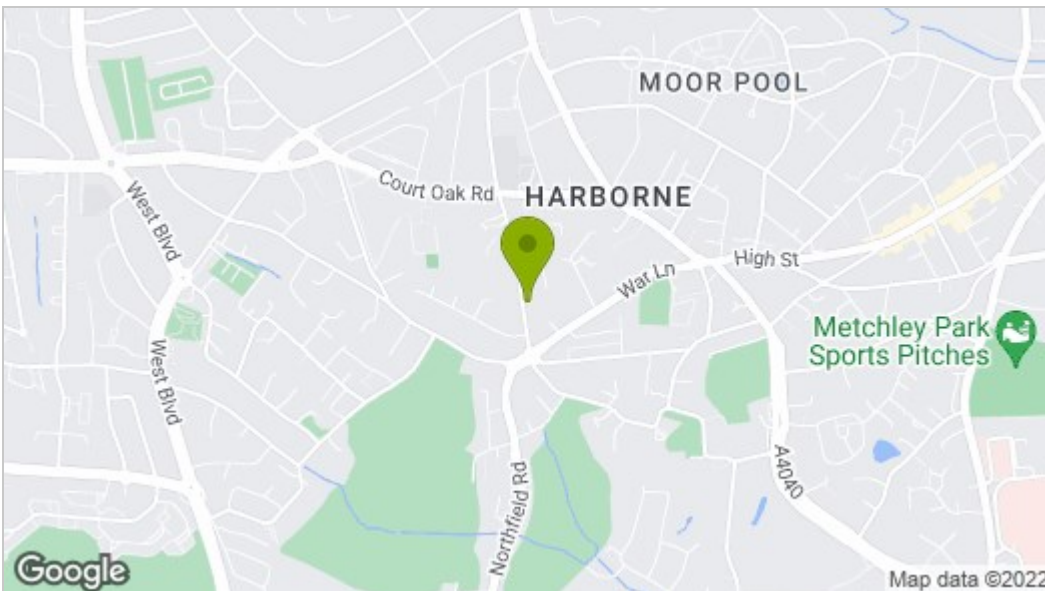 MOOR POOL
Court Oak Rd
HARBORNE
West Blvd
High St
War Ln
Metchley Park
Sports Pitches
West Blvd
A4040
Northfield Rd
Google
Map data ©2022